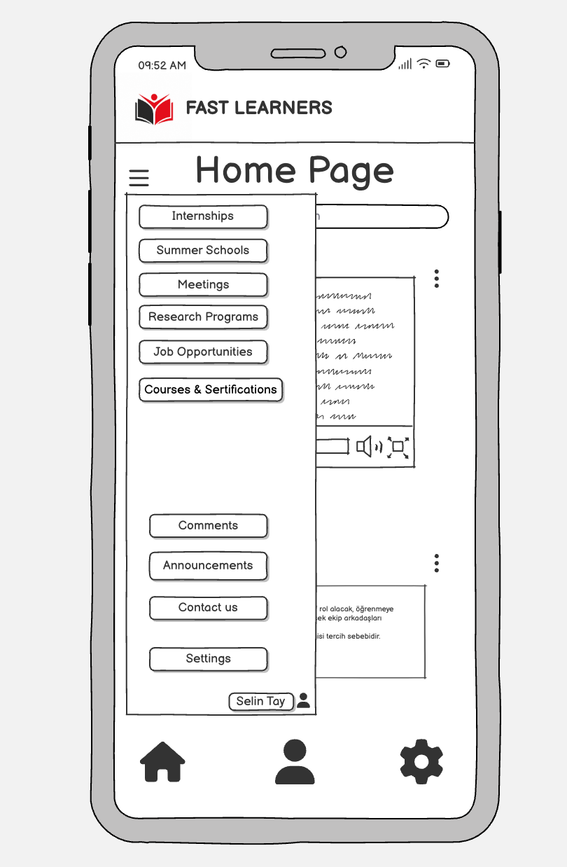 09:52 AM
FAST LEARNERS
Home Page
Internships
Summer Schools
Meetings
Research Programs
Job Opportunities
Courses & Sertifications
Comments
Announcements
Contact us
Settings
Selin Tay
rol alacak, öğrenmeye
ek ekip arkadaşları
isi tercih sebebidir.